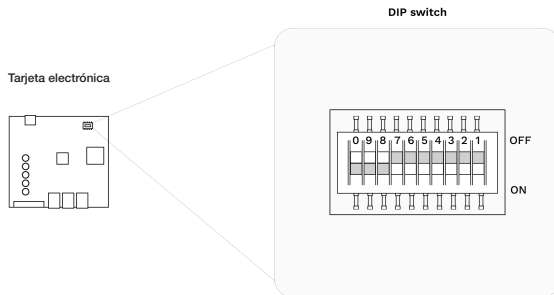 DIP switch
Tarjeta electrónica
0 9 8 7 6 5 4 3 2 1
OFF
ON